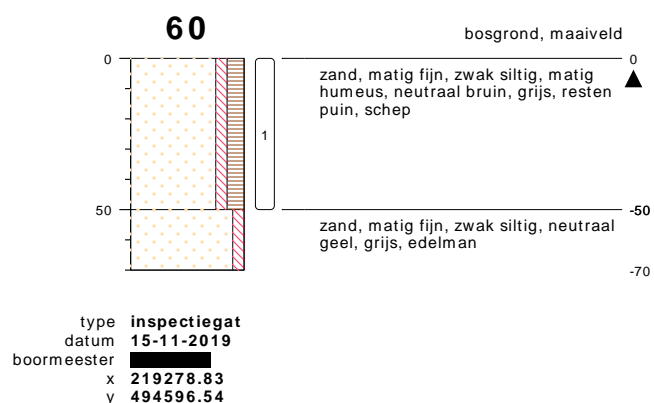 60
bosgrond, maaiveld
0
0
zand, matig fijn, zwak siltig, matig
humeus, neutraal bruin, grijs, resten
puin, schep
1
50
-50
zand, matig fijn, zwak siltig, neutraal
geel, grijs, edelman
-70
type inspectiegat
datum 15-11-2019
boormeester
x 219278.83
y 494596.54